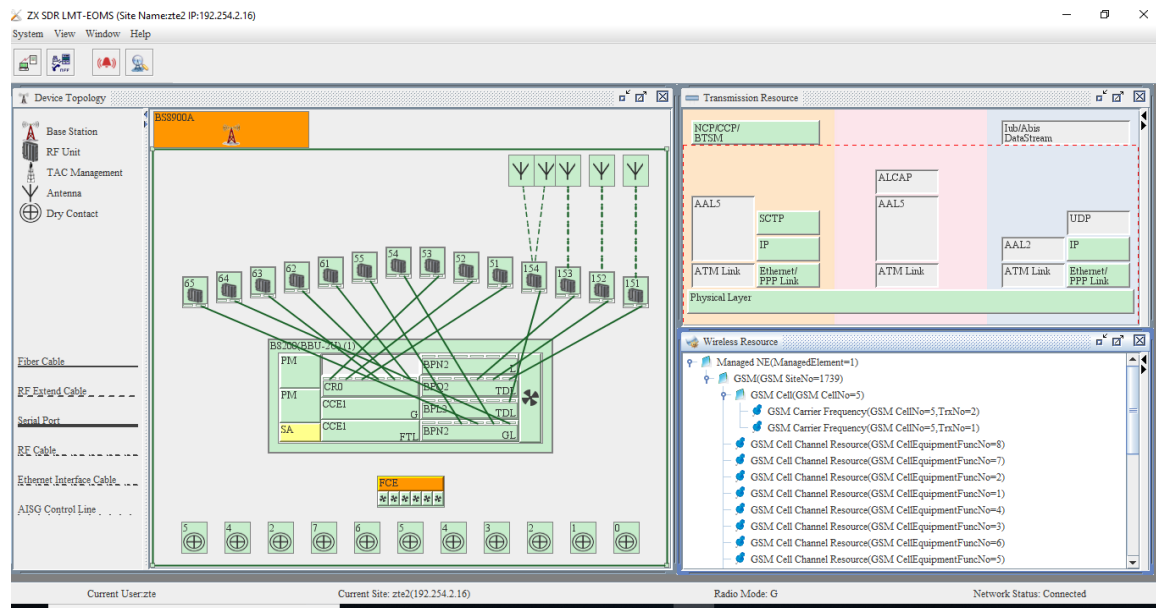 ZX SDR LMT-EOMS (Site Name:zte2 IP:192.254.2.16)
System View Window Help
OFF
Device Topology
Base Station
RF Unit
TAC Management
Antenna
Dry Contact
Fiber Cable
RF Extend Cable
Serial Port
RF Cable
Ethernet Interface Cable
AISG Control Line
BS8900A
65
64
63
62
61
55
54
53
52
51
154
153
152
151
BS200(BBU-2U) (1)
PM
PM
SA
CR0
CCE1
G
CCE1
FTL
BPN2
L
BPO2
TDL
BPL3
TDL
BPN2
GL
FCE
5
4
2
7
6
5
4
3
2
1
0
Transmission Resource
NCP/CCP/
BTSM
Iub/Abis
DataStream
ALCAP
AAL5
SCTP
IP
ATM Link
Ethernet/
PPP Link
AAL5
ATM Link
UDP
AAL2
IP
ATM Link
Ethernet/
PPP Link
Physical Layer
Wireless Resource
Managed NE(ManagedElement=1)
GSM(GSM SiteNo=1739)
GSM Cell(GSM CellNo=5)
GSM Carrier Frequency(GSM CellNo=5,TrxNo=2)
GSM Carrier Frequency(GSM CellNo=5,TrxNo=1)
GSM Cell Channel Resource(GSM CellEquipmentFuncNo=8)
GSM Cell Channel Resource(GSM CellEquipmentFuncNo=7)
GSM Cell Channel Resource(GSM CellEquipmentFuncNo=2)
GSM Cell Channel Resource(GSM CellEquipmentFuncNo=1)
GSM Cell Channel Resource(GSM CellEquipmentFuncNo=4)
GSM Cell Channel Resource(GSM CellEquipmentFuncNo=3)
GSM Cell Channel Resource(GSM CellEquipmentFuncNo=6)
GSM Cell Channel Resource(GSM CellEquipmentFuncNo=5)
Current User:zte
Current Site: zte2(192.254.2.16)
Radio Mode: G
Network Status: Connected